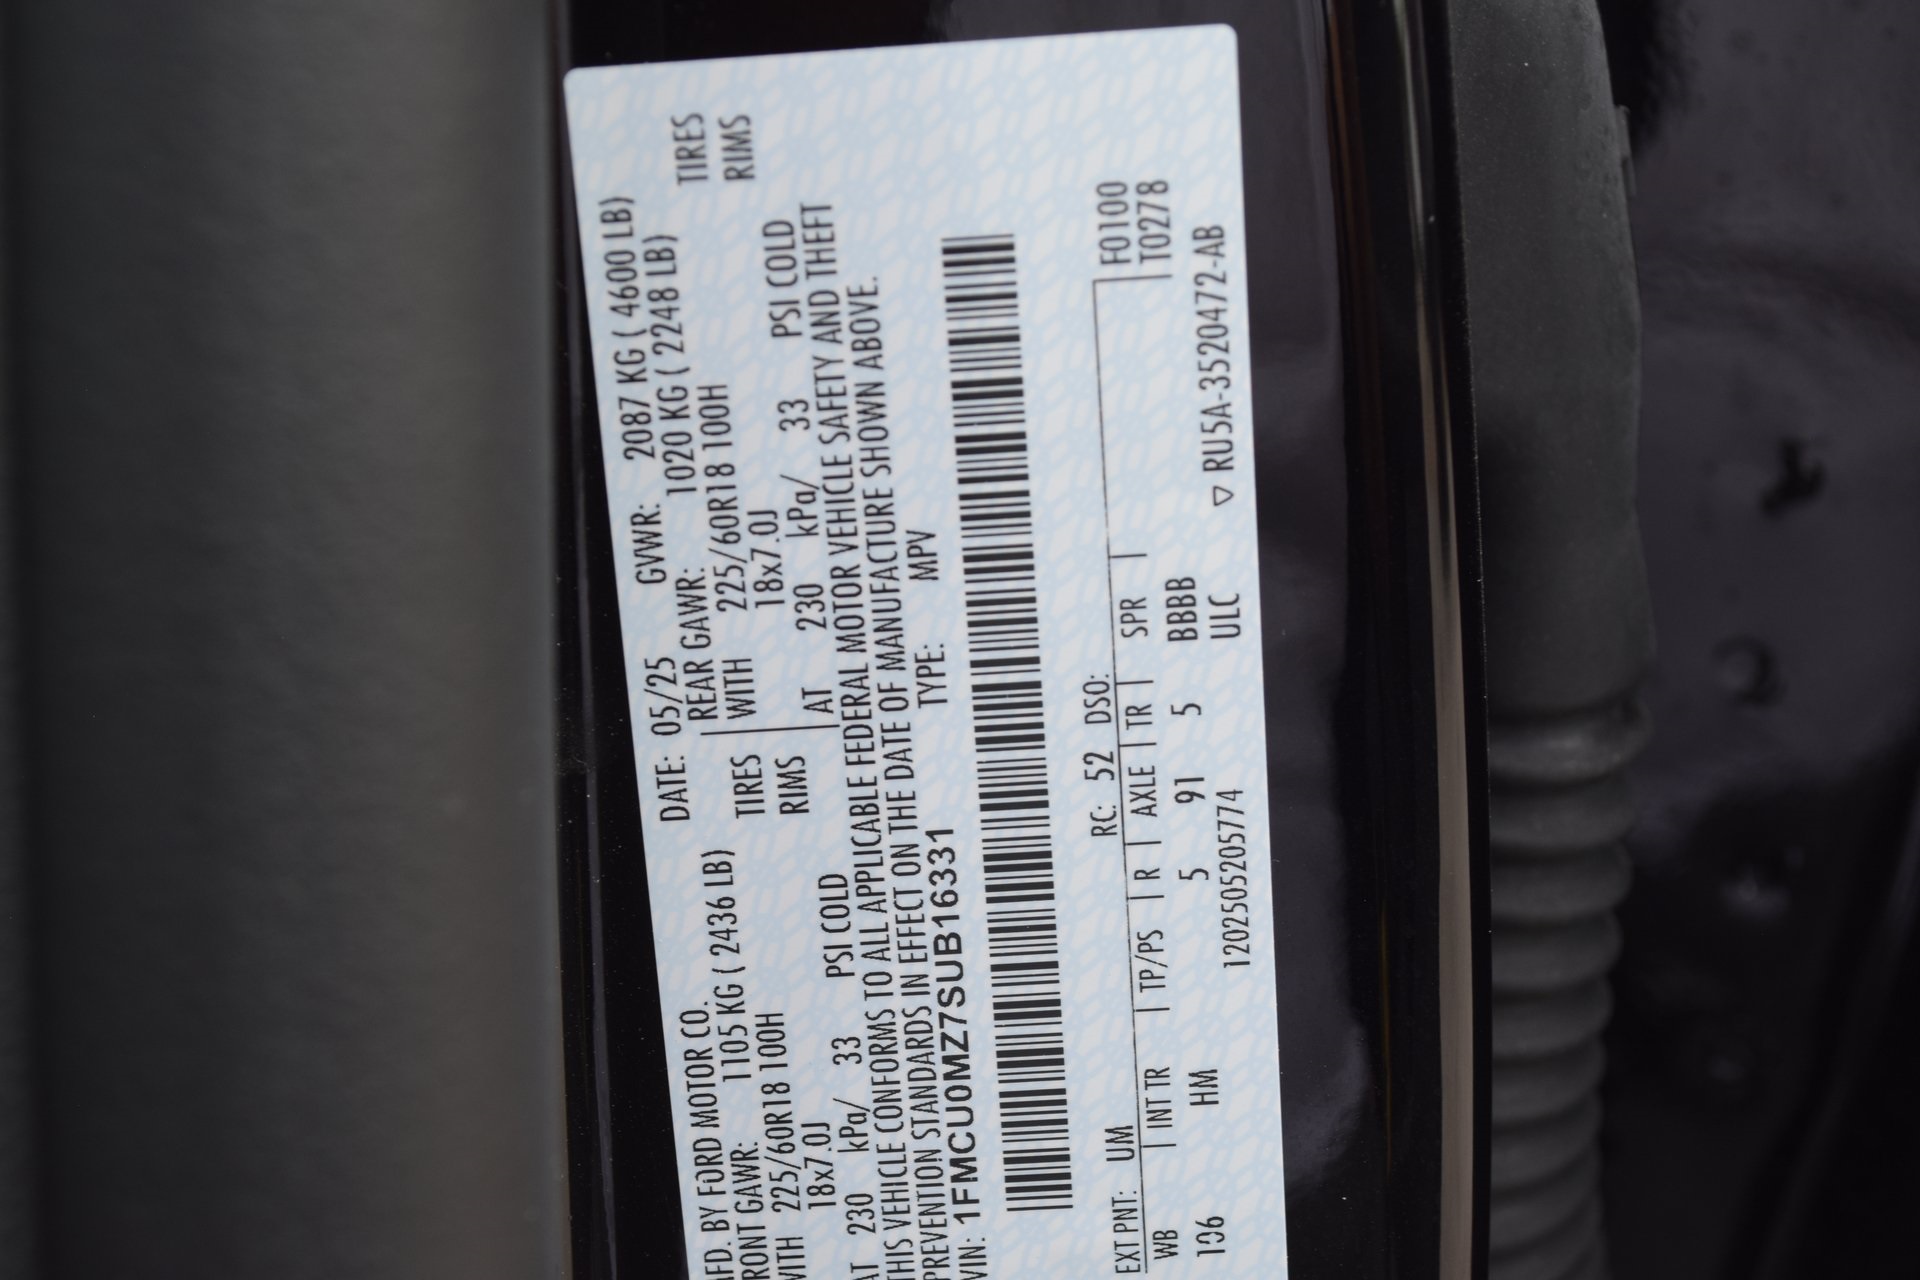 MFD. BY FORD MOTOR CO. DATE: 05/25 GVWR: 2087 KG ( 4600 LB)
FRONT GAWR: 1105 KG ( 2436 LB) REAR GAWR: 1020 KG ( 2248 LB)
WITH 225/60R18 100H TIRES WITH 225/60R18 100H TIRES
18x7.0J RIMS 18x7.0J RIMS
AT 230 kPa/ 33 PSI COLD AT 230 kPa/ 33 PSI COLD
THIS VEHICLE CONFORMS TO ALL APPLICABLE FEDERAL MOTOR VEHICLE SAFETY AND THEFT
PREVENTION STANDARDS IN EFFECT ON THE DATE OF MANUFACTURE SHOWN ABOVE.
VIN: 1FMCU0MZ7SUB16331 TYPE: MPV
EXT PNT: UM RC: 52 DSO: F0100
WB INT TR TP/PS R AXLE TR SPR T0278
106 HM 5 91 5 BBBB
120250520​5774 ULC ▽ RU5A-3520472-AB